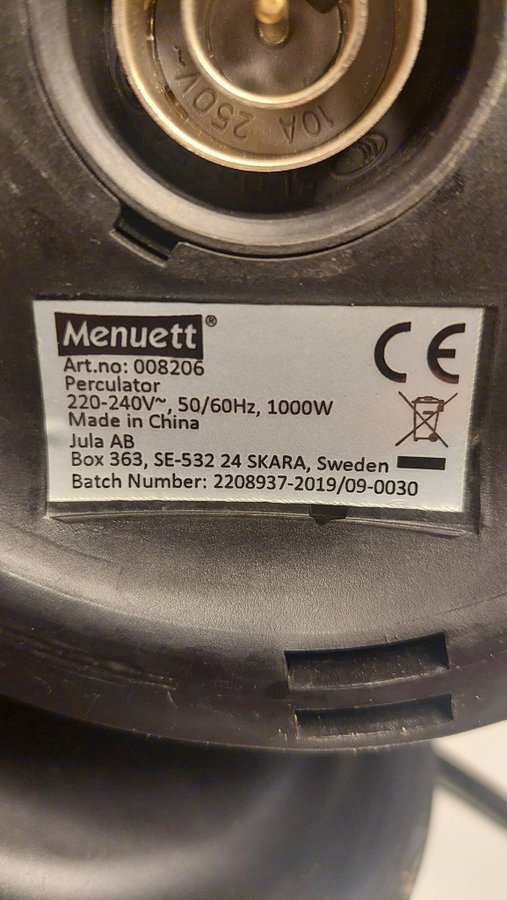 10A 250V~
Menuett®
Art.no: 008206
Perculator
220-240V~, 50/60Hz, 1000W
Made in China
Jula AB
Box 363, SE-532 24 SKARA, Sweden
Batch Number: 2208937-2019/09-0030
CE